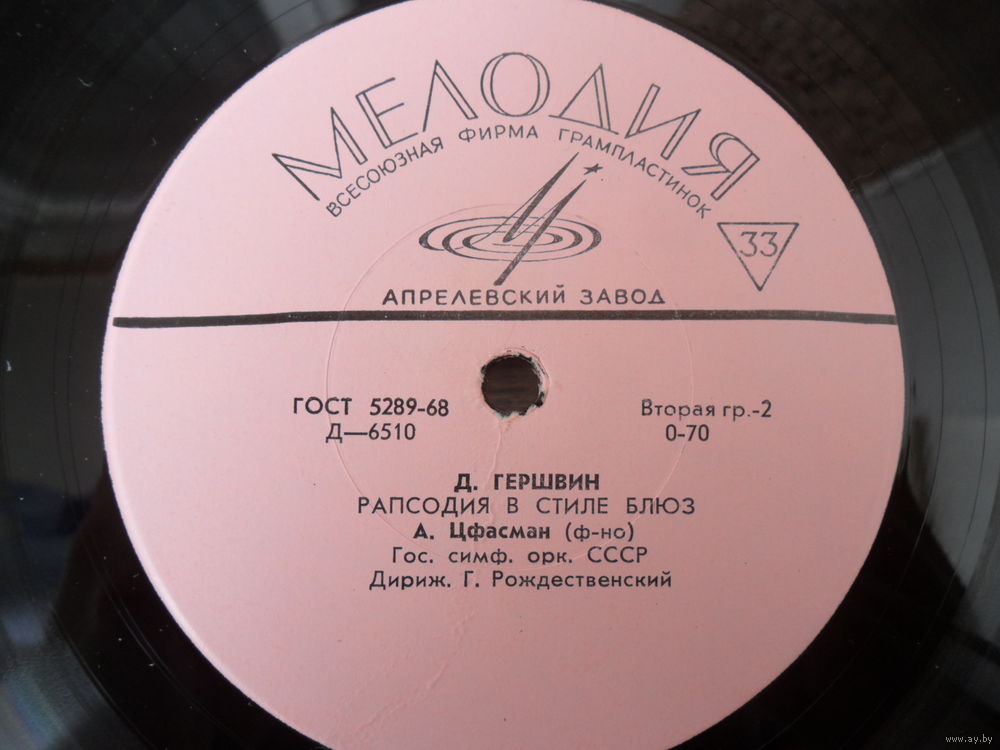 МЕЛОДИЯ
ВСЕСОЮЗНАЯ ФИРМА ГРАМПЛАСТИНОК
33
АПРЕЛЕВСКИЙ ЗАВОД
ГОСТ 5289-68
Д—6510
Вторая гр.-2
0-70
Д. ГЕРШВИН
РАПСОДИЯ В СТИЛЕ БЛЮЗ
А. Цфасман (ф-но)
Гос. симф. орк. СССР
Дириж. Г. Рождественский
www.ay.by